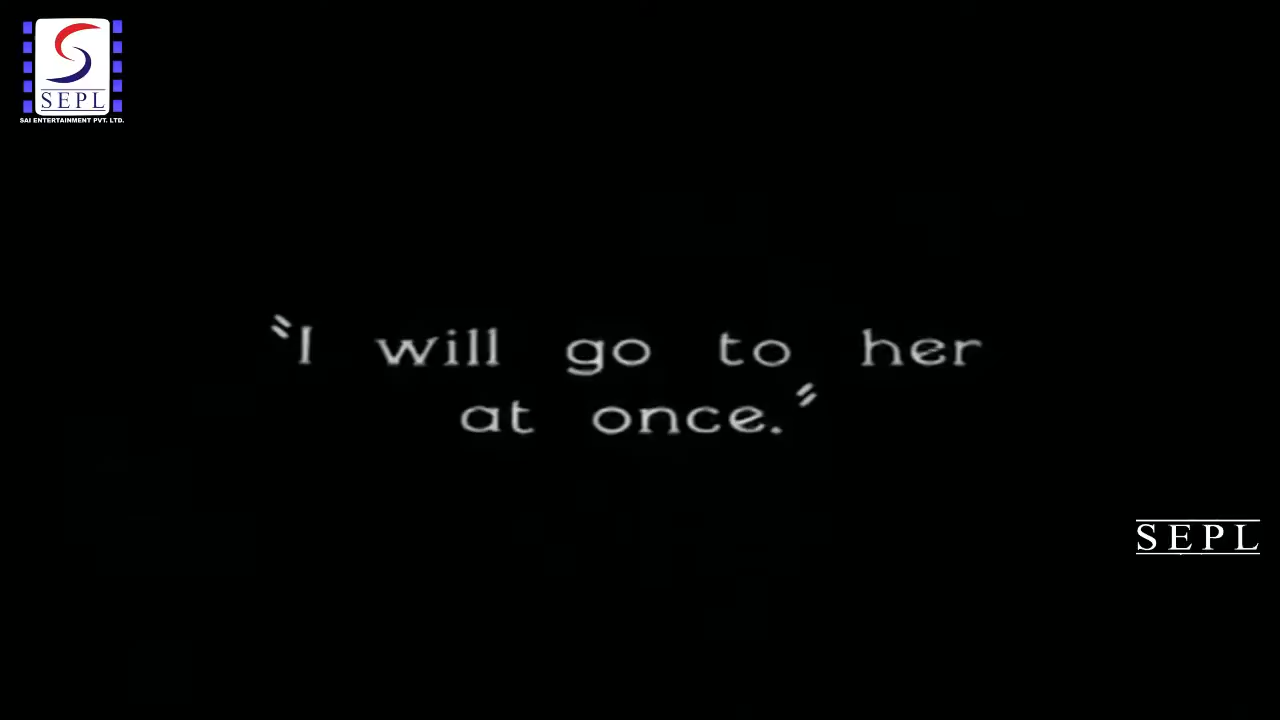 SEPL
SAI ENTERTAINMENT PVT. LTD.
"I will go to her
at once."
SEPL